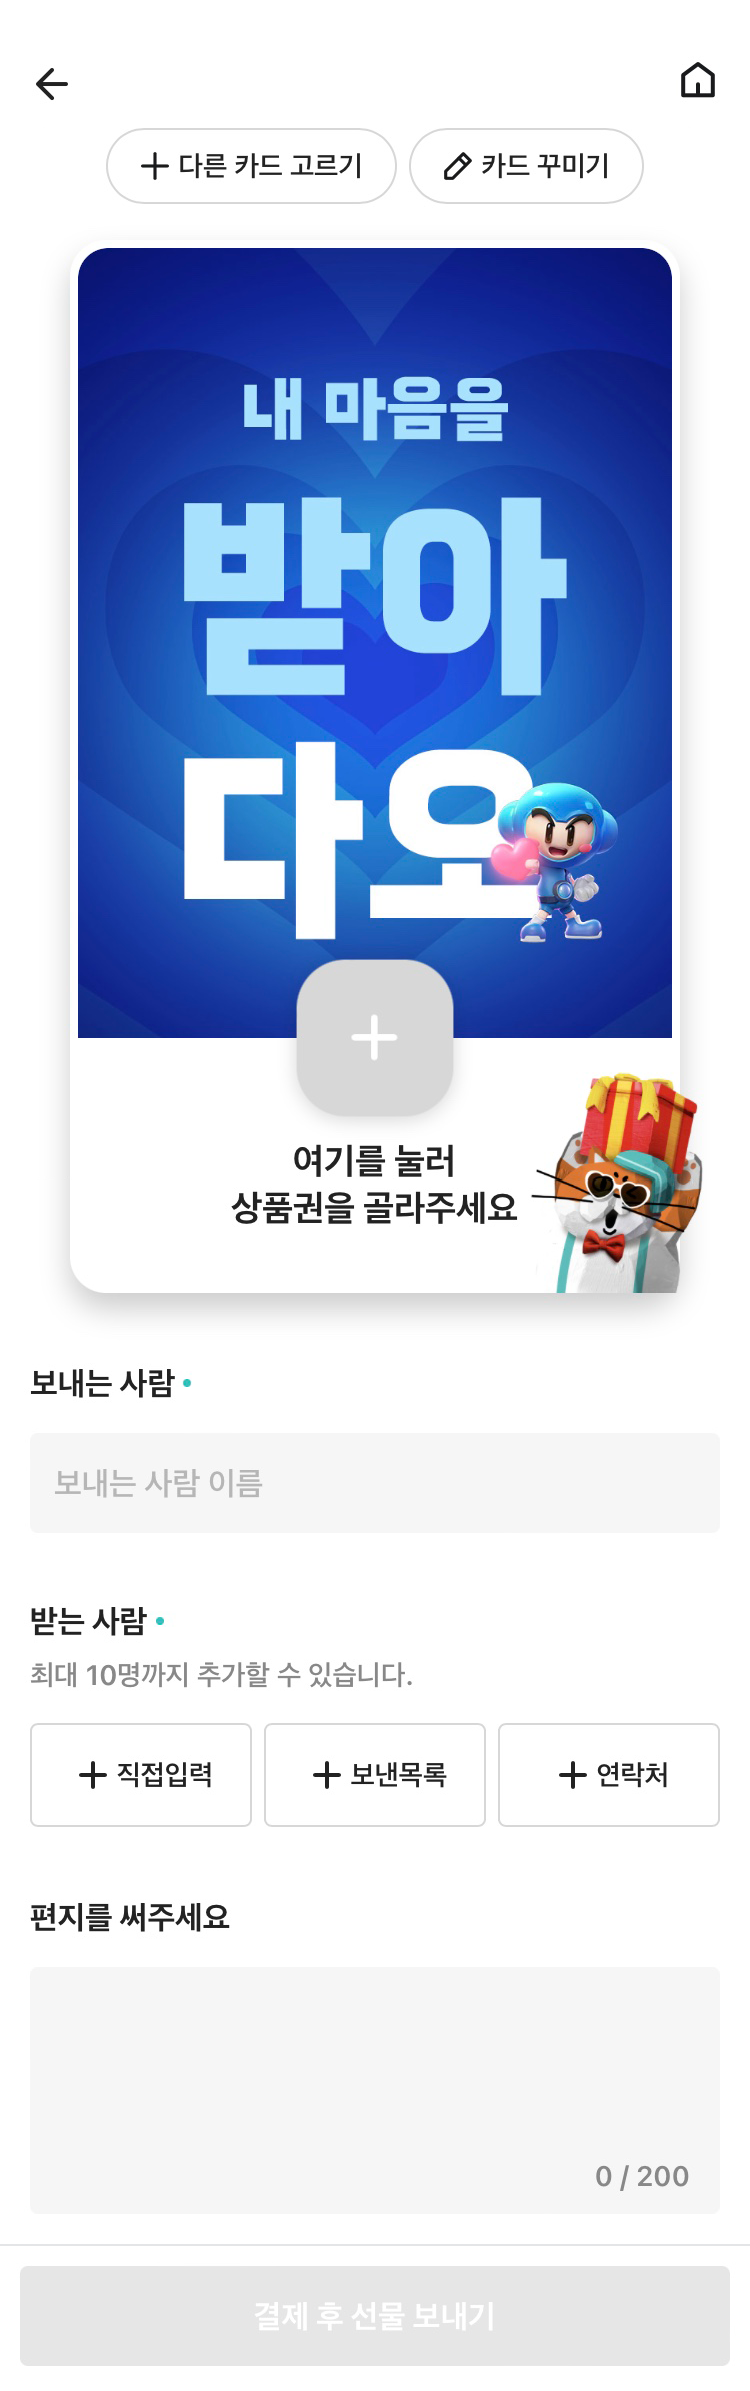 다른 카드 고르기
카드 꾸미기
내 마음을
받아
다오
여기를 눌러
상품권을 골라주세요
보내는 사람
보내는 사람 이름
받는 사람
최대 10명까지 추가할 수 있습니다.
직접입력
보낸목록
연락처
편지를 써주세요
0 / 200
결제 후 선물 보내기